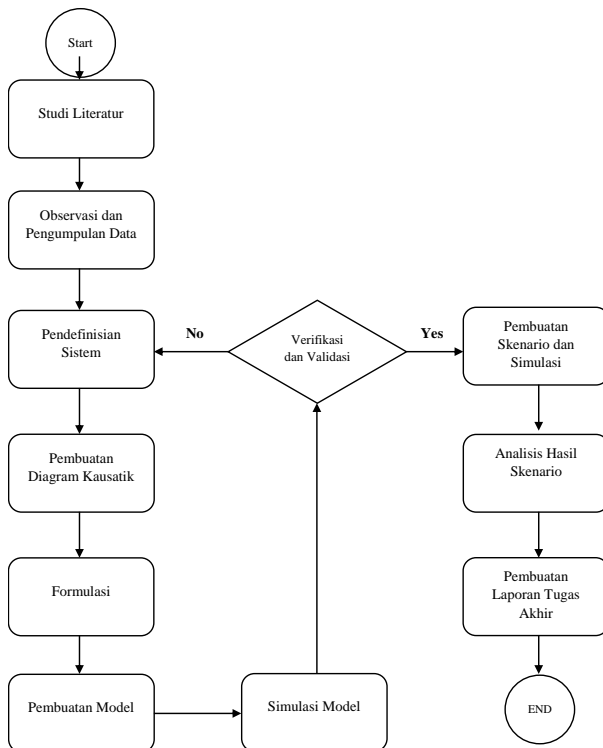 Start
Studi Literatur
Observasi dan
Pengumpulan Data
Pendefinisian
Sistem
Pembuatan
Diagram Kausatik
Formulasi
Pembuatan Model
Simulasi Model
Verifikasi
dan Validasi
No
Yes
Pembuatan
Skenario dan
Simulasi
Analisis Hasil
Skenario
Pembuatan
Laporan Tugas
Akhir
END